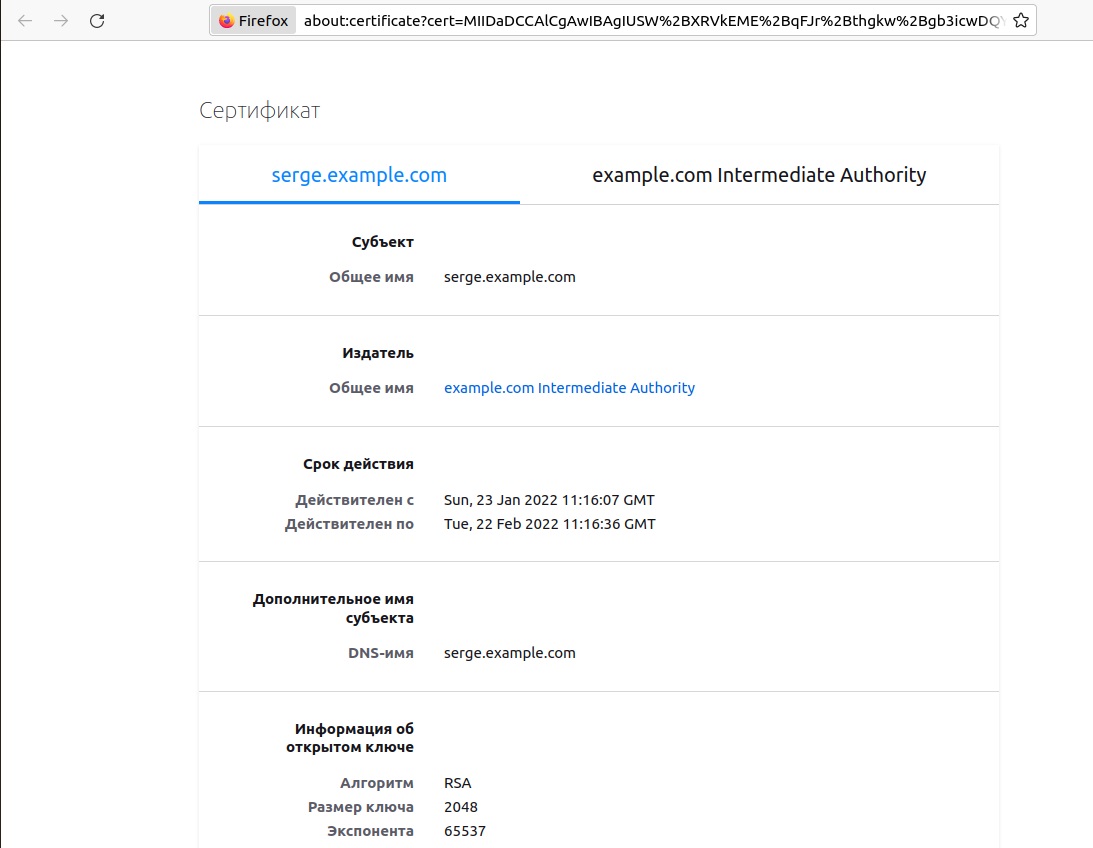 Firefox about:certificate?cert=MIIDaDCCAlCgAwIBAgIUSW%2BXRVkEME%2BqFJr%2Bthgkw%2Bgb3icwDQ
Сертификат
serge.example.com example.com Intermediate Authority
Субъект
Общее имя serge.example.com
Издатель
Общее имя example.com Intermediate Authority
Срок действия
Действителен с Sun, 23 Jan 2022 11:16:07 GMT
Действителен по Tue, 22 Feb 2022 11:16:36 GMT
Дополнительное имя
субъекта
DNS-имя serge.example.com
Информация об
открытом ключе
Алгоритм RSA
Размер ключа 2048
Экспонента 65537